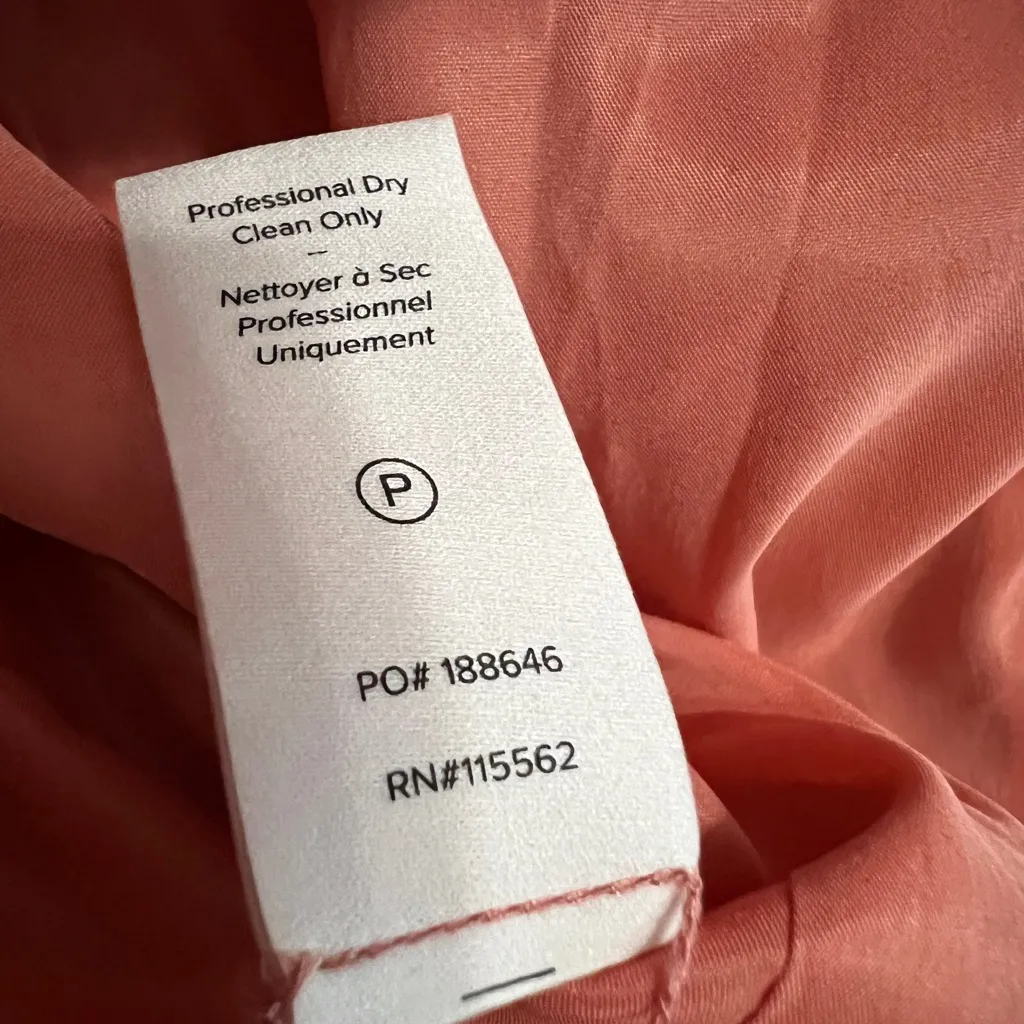 Professional Dry
Clean Only
—
Nettoyer à Sec
Professionnel
Uniquement
P
PO# 188646
RN#115562